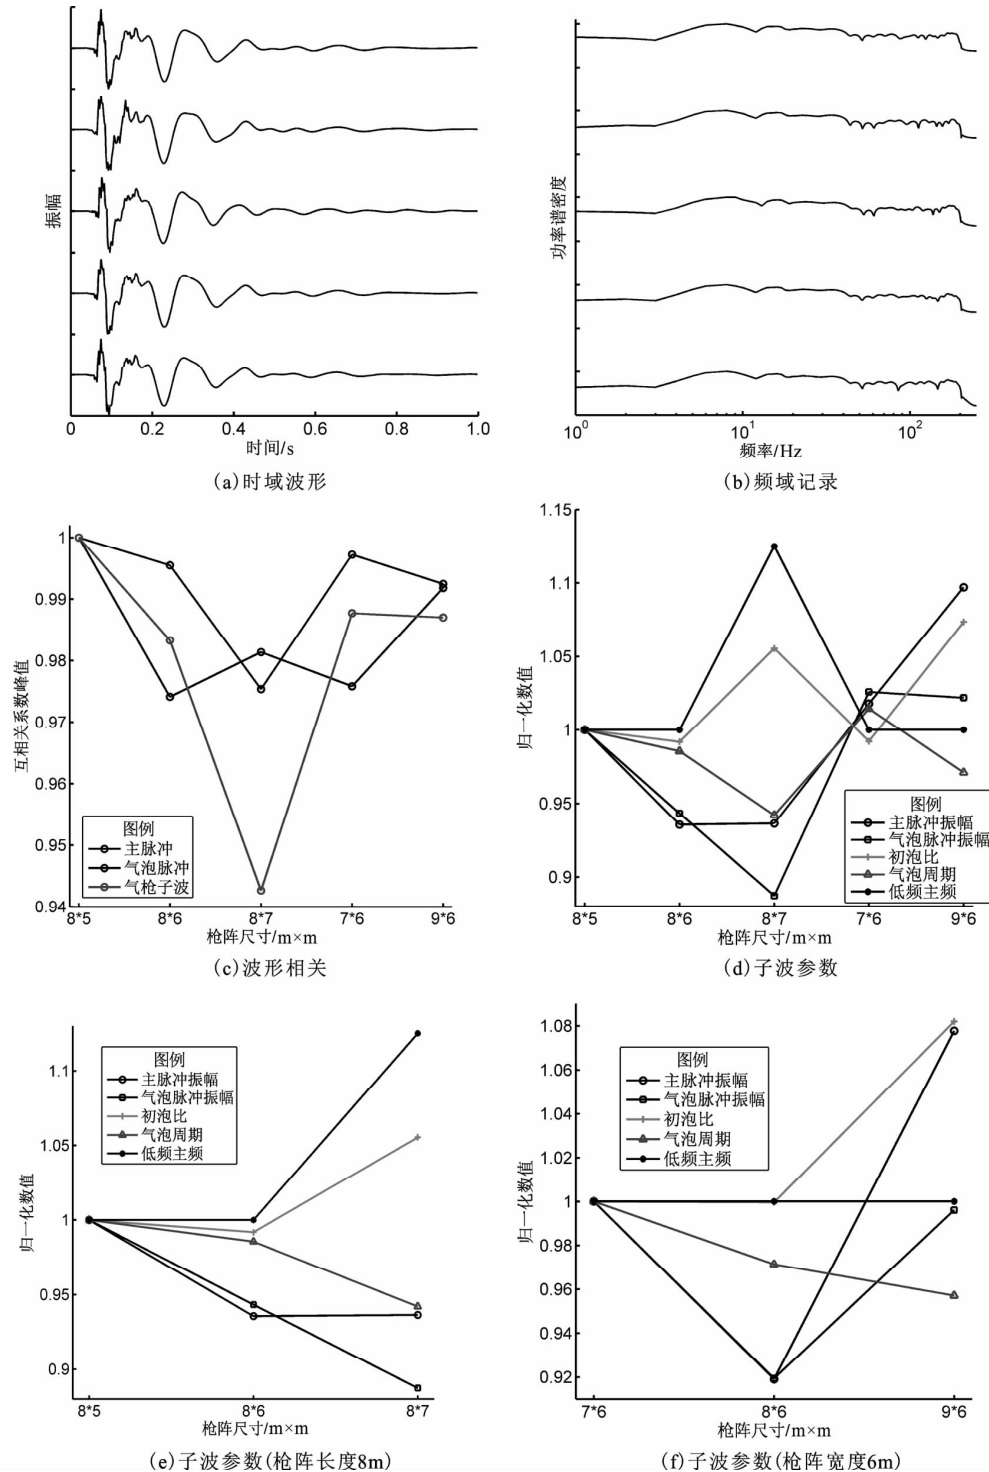 振幅
0
0.2
0.4
0.6
0.8
1.0
时间/s
(a)时域波形
功率谱密度
10^0
10^1
10^2
频率/Hz
(b)频域记录
互相关系数峰值
1
0.99
0.98
0.97
0.96
0.95
0.94
图例
主脉冲
气泡脉冲
气枪子波
8*5
8*6
8*7
7*6
9*6
枪阵尺寸/m×m
(c)波形相关
归一化数值
1.15
1.10
1.05
1
0.95
0.9
图例
主脉冲振幅
气泡脉冲振幅
初泡比
气泡周期
低频主频
8*5
8*6
8*7
7*6
9*6
枪阵尺寸/m×m
(d)子波参数
归一化数值
1.1
1.05
1
0.95
0.9
图例
主脉冲振幅
气泡脉冲振幅
初泡比
气泡周期
低频主频
8*5
8*6
8*7
枪阵尺寸/m×m
(e)子波参数(枪阵长度8m)
归一化数值
1.08
1.06
1.04
1.02
1
0.98
0.96
0.94
0.92
图例
主脉冲振幅
气泡脉冲振幅
初泡比
气泡周期
低频主频
7*6
8*6
9*6
枪阵尺寸/m×m
(f)子波参数(枪阵宽度6m)